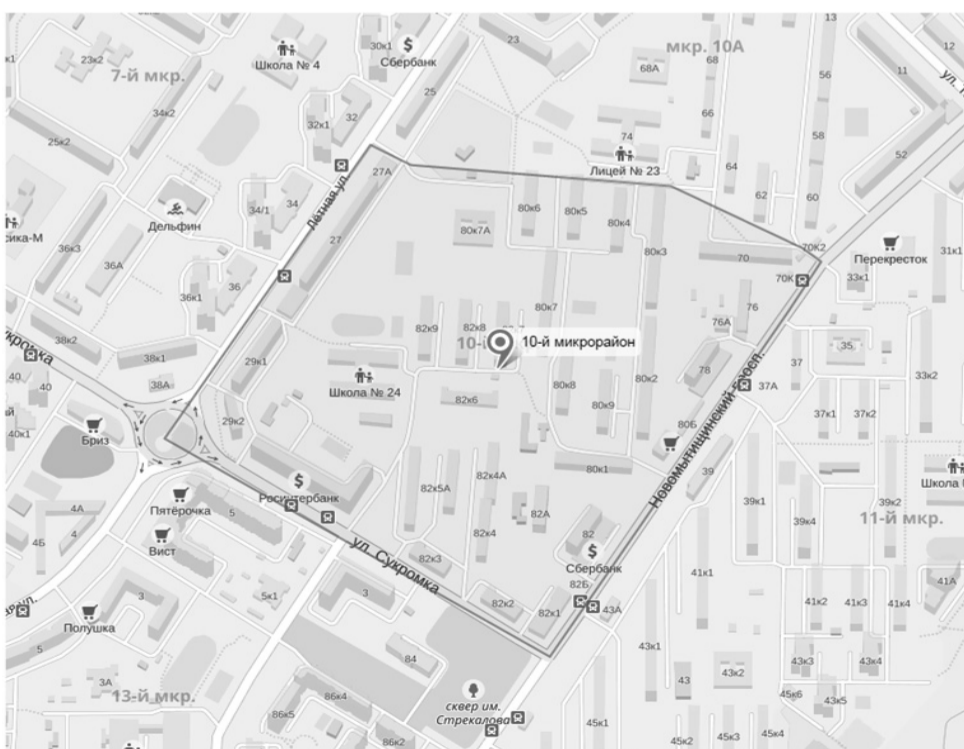 7-й мкр.
23к2
Школа № 4
30к1
Сбербанк
23
мкр. 10А
68А
68
13
56
12
11
34к2
25
32к1
32
66
25к2
74
58
52
Лицей № 23
64
62
60
Лётная ул.
27А
34/1
34
Дельфин
36к3
36А
27
80к6
80к5
80к4
80к7А
80к3
70
70К2
70К
Перекресток
33к1
31к1
36к1
36
38к2
38к1
38А
40
40
40к1
80к7
76
76А
82к9
82к8
10-й микрорайон
35
37
37А
33к2
29к1
Школа № 24
82к6
80к8
80к2
80к9
78
80Б
Новомытищинский просп.
37к1
37к2
29к2
Бриз
80к1
39
Росинтербанк
82к5А
82к4А
82А
82к4
82
Сбербанк
82Б
39к1
39к4
39к2
11-й мкр.
Пятёрочка
5
Вист
4А
4Б
4
ул. Сукромка
82к3
82к2
82к1
43А
41к1
41к2
41к3
41к4
41А
Полушка
3
5к1
3
84
5
3А
13-й мкр.
86к4
86к5
86к2
сквер им.
Стрекалова
43к1
43
43к2
43к3
43к4
45к6
43к5
45к1
45к2
45к3
45к4